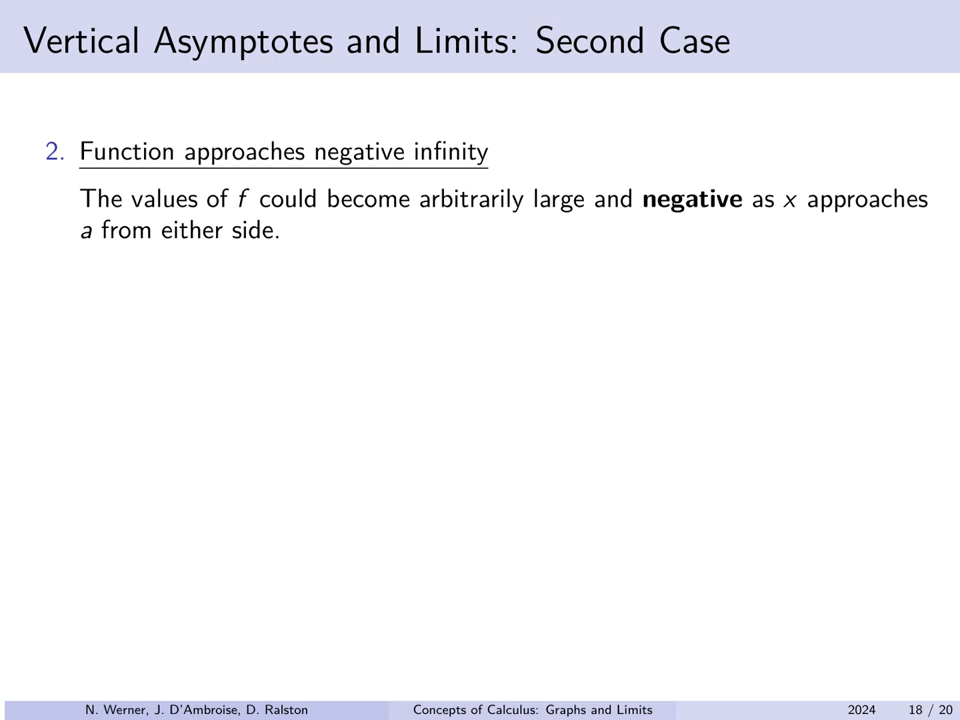 Vertical Asymptotes and Limits: Second Case
2. Function approaches negative infinity
The values of f could become arbitrarily large and negative as x approaches
a from either side.
N. Werner, J. D'Ambroise, D. Ralston Concepts of Calculus: Graphs and Limits 2024 18 / 20